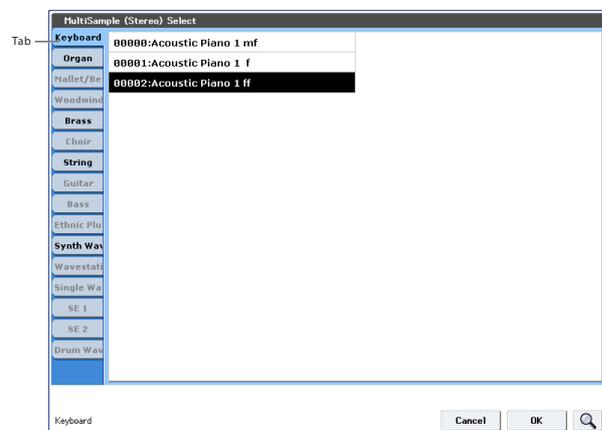 MultiSample (Stereo) Select
Tab
Keyboard
00000:Acoustic Piano 1 mf
Organ
00001:Acoustic Piano 1 f
Mallet/Be
00002:Acoustic Piano 1 ff
Woodwind
Brass
Choir
String
Guitar
Bass
Ethnic Plu
Synth Wav
Wavestati
Single Wa
SE 1
SE 2
Drum Wav
Keyboard
Cancel
OK